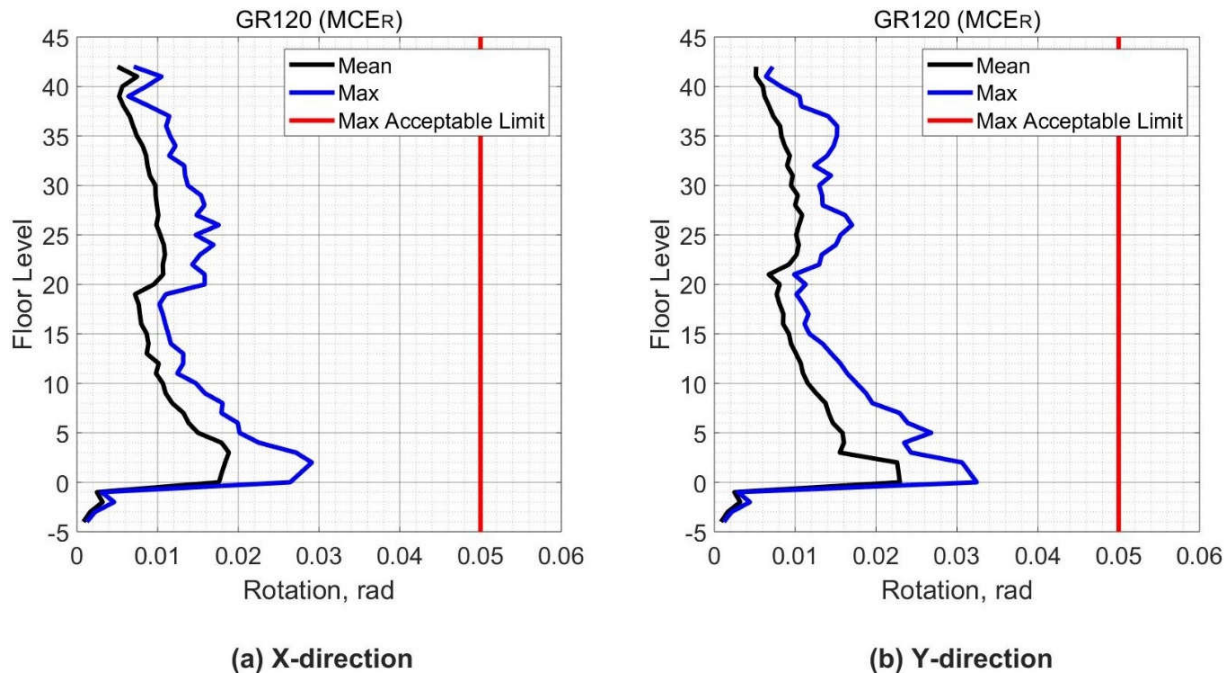 GR120 (MCER)
45
40
35
30
25
20
15
10
5
0
-5
Floor Level
0 0.01 0.02 0.03 0.04 0.05 0.06
Rotation, rad
Mean
Max
Max Acceptable Limit
(a) X-direction
GR120 (MCER)
45
40
35
30
25
20
15
10
5
0
-5
Floor Level
0 0.01 0.02 0.03 0.04 0.05 0.06
Rotation, rad
Mean
Max
Max Acceptable Limit
(b) Y-direction